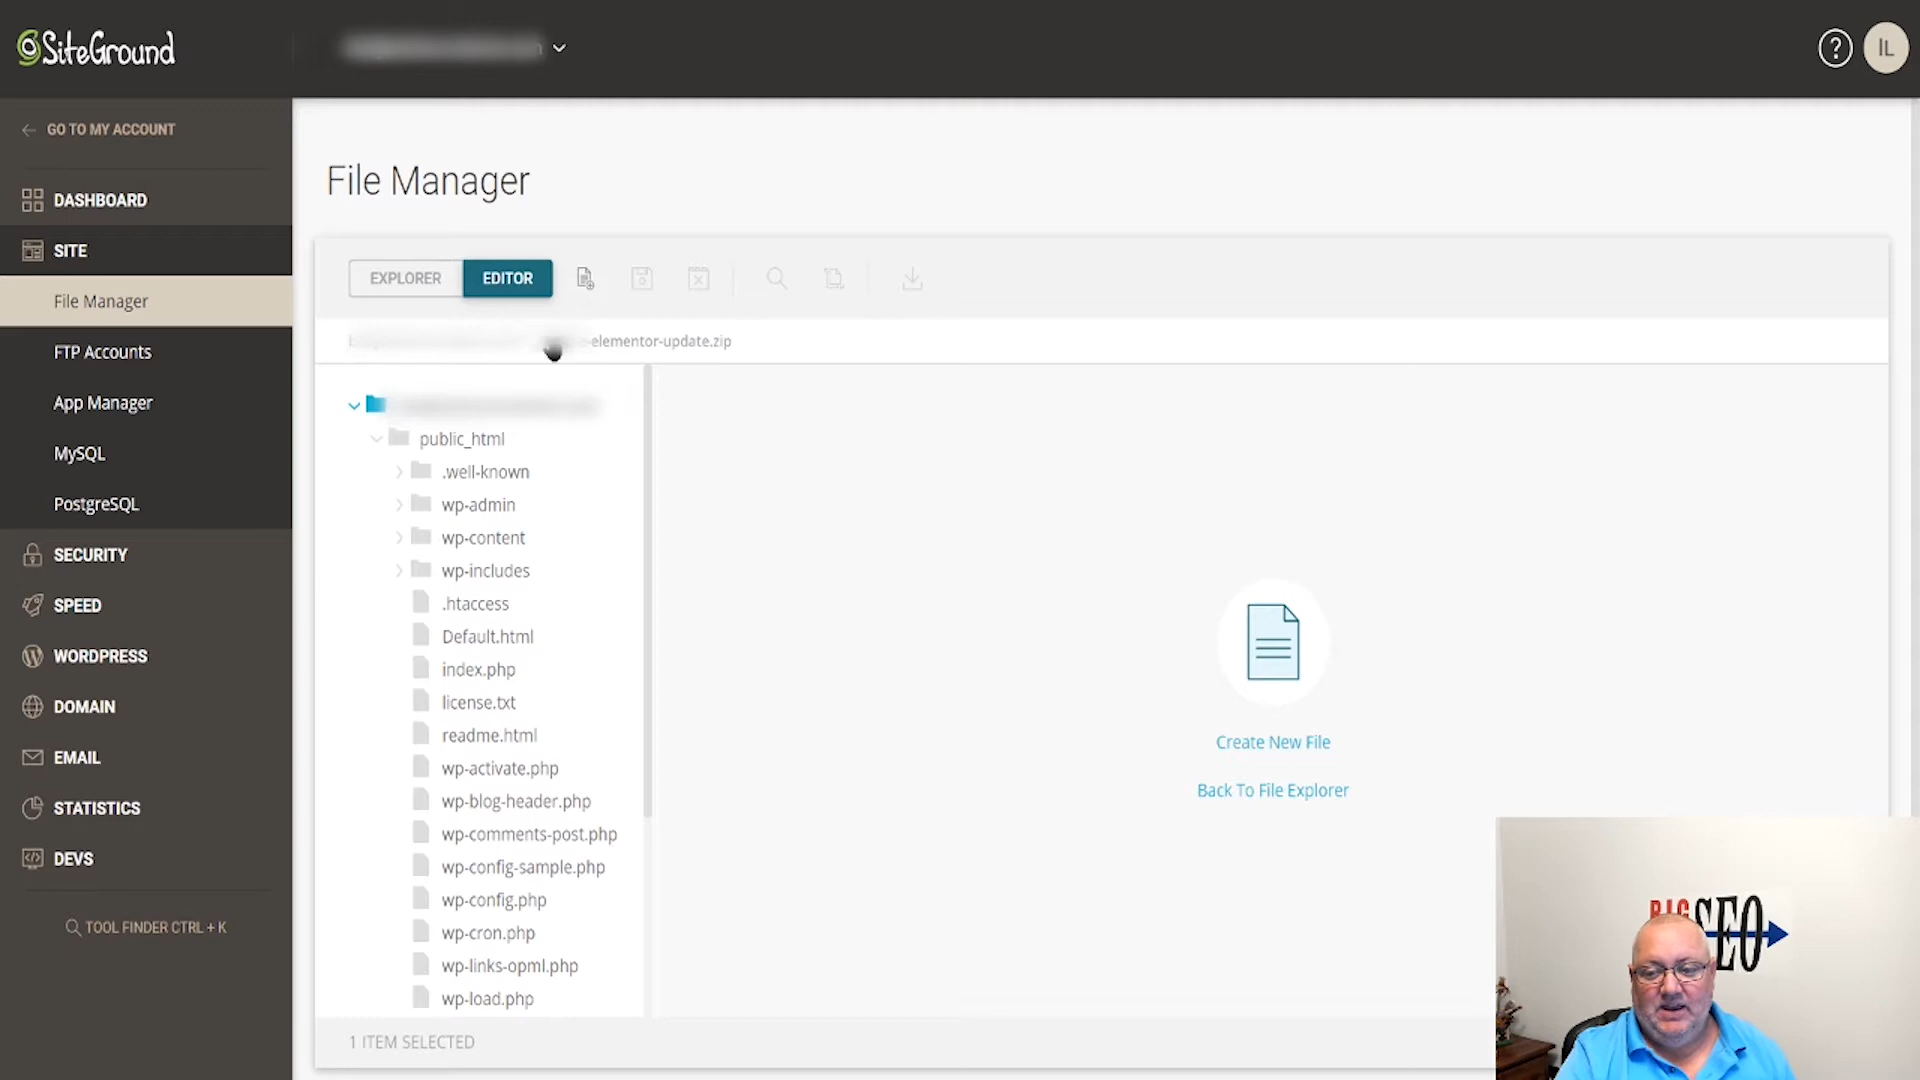 SiteGround
?
IL
GO TO MY ACCOUNT
DASHBOARD
SITE
File Manager
FTP Accounts
App Manager
MySQL
PostgreSQL
SECURITY
SPEED
WORDPRESS
DOMAIN
EMAIL
STATISTICS
DEVS
TOOL FINDER CTRL + K
File Manager
EXPLORER
EDITOR
-elementor-update.zip
public_html
.well-known
wp-admin
wp-content
wp-includes
.htaccess
Default.html
index.php
license.txt
readme.html
wp-activate.php
wp-blog-header.php
wp-comments-post.php
wp-config-sample.php
wp-config.php
wp-cron.php
wp-links-opml.php
wp-load.php
1 ITEM SELECTED
Create New File
Back To File Explorer
BIG SEO